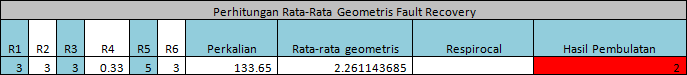 Perhitungan Rata-Rata Geometris Fault Recovery
R1 R2 R3 R4 R5 R6 Perkalian Rata-rata geometris Respirocal Hasil Pembulatan
3 3 3 0.33 5 3 133.65 2.261143685 2